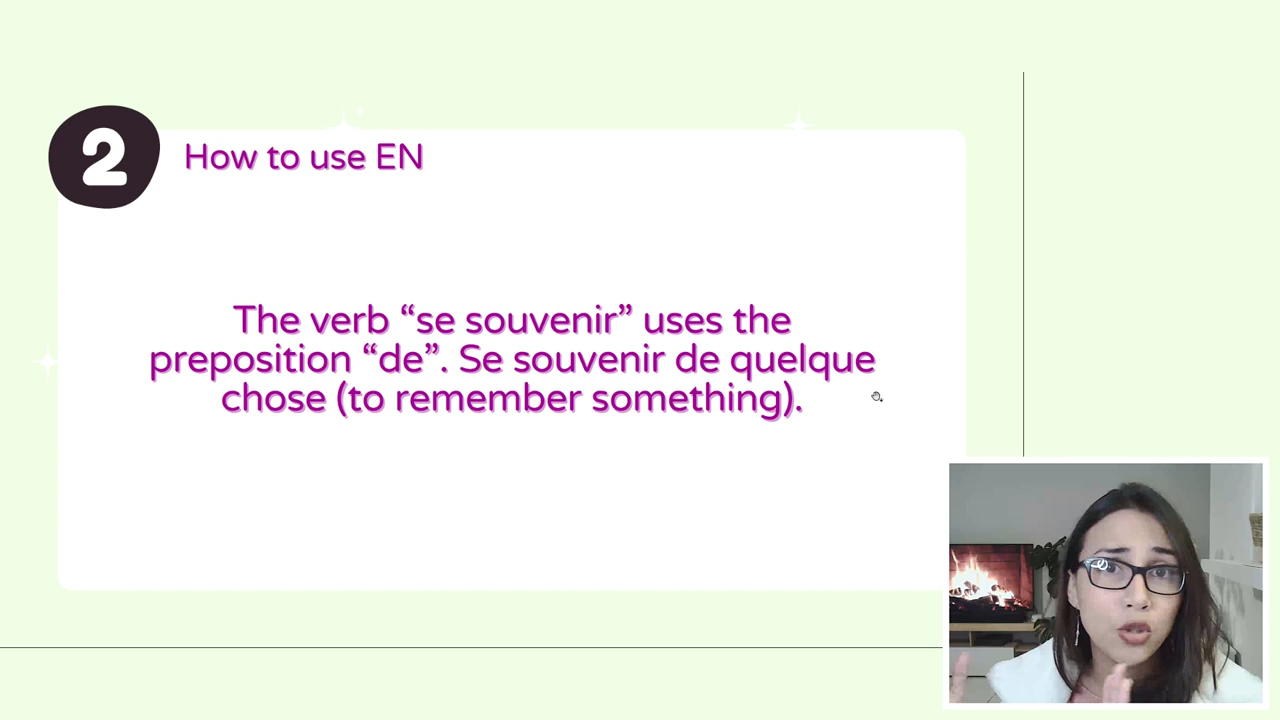 2
How to use EN
The verb “se souvenir” uses the
preposition “de”. Se souvenir de quelque
chose (to remember something).